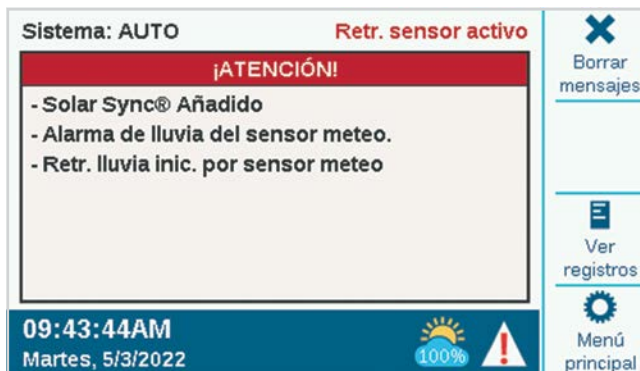 Sistema: AUTO
Retr. sensor activo
¡ATENCIÓN!
- Solar Sync® Añadido
- Alarma de lluvia del sensor meteo.
- Retr. lluvia inic. por sensor meteo
09:43:44AM
Martes, 5/3/2022
100%
Borrar
mensajes
Ver
registros
Menú
principal